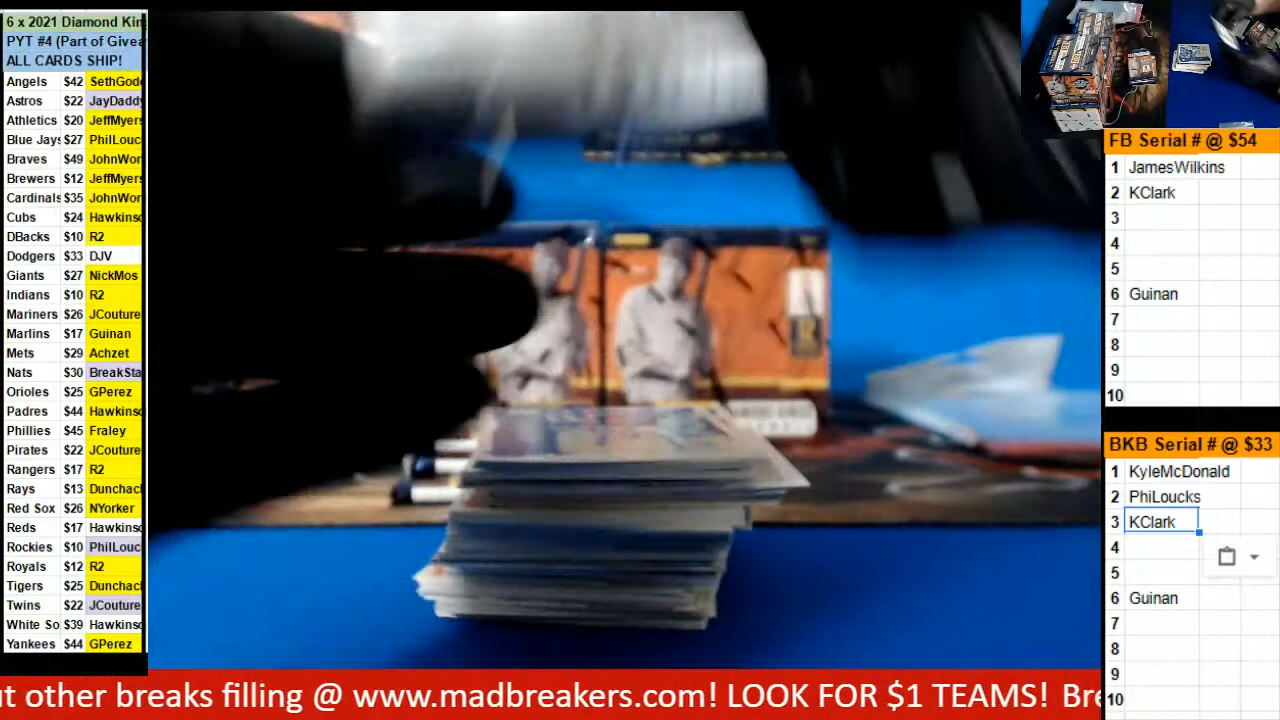 6 x 2021 Diamond Kin
PYT #4 (Part of Givea
ALL CARDS SHIP!
Angels $42 SethGod
Astros $22 JayDaddy
Athletics $20 JeffMyers
Blue Jays $27 PhilLouc
Braves $49 JohnWor
Brewers $12 JeffMyers
Cardinals $35 JohnWor
Cubs $24 Hawkins
DBacks $10 R2
Dodgers $33 DJV
Giants $27 NickMos
Indians $10 R2
Mariners $26 JCouture
Marlins $17 Guinan
Mets $29 Achzet
Nats $30 BreakSta
Orioles $25 GPerez
Padres $44 Hawkins
Phillies $45 Fraley
Pirates $22 JCouture
Rangers $17 R2
Rays $13 Dunchac
Red Sox $26 NYorker
Reds $17 Hawkins
Rockies $10 PhilLouc
Royals $12 R2
Tigers $25 Dunchac
Twins $22 JCouture
White So $39 Hawkins
Yankees $44 GPerez
FB Serial # @ $54
1 JamesWilkins
2 KClark
3
4
5
6 Guinan
7
8
9
10
BKB Serial # @ $33
1 KyleMcDonald
2 PhiLoucks
3 KClark
4
5
6 Guinan
7
8
9
10
ut other breaks filling @ www.madbreakers.com! LOOK FOR $1 TEAMS! Bre